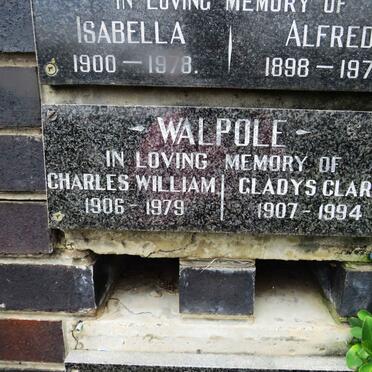 IN LOVING MEMORY OF
ISABELLA ALFRED
1900 — 1978 1898 — 197
- WALPOLE -
IN LOVING MEMORY OF
CHARLES WILLIAM GLADYS CLAR
1906 - 1979 1907 - 1994